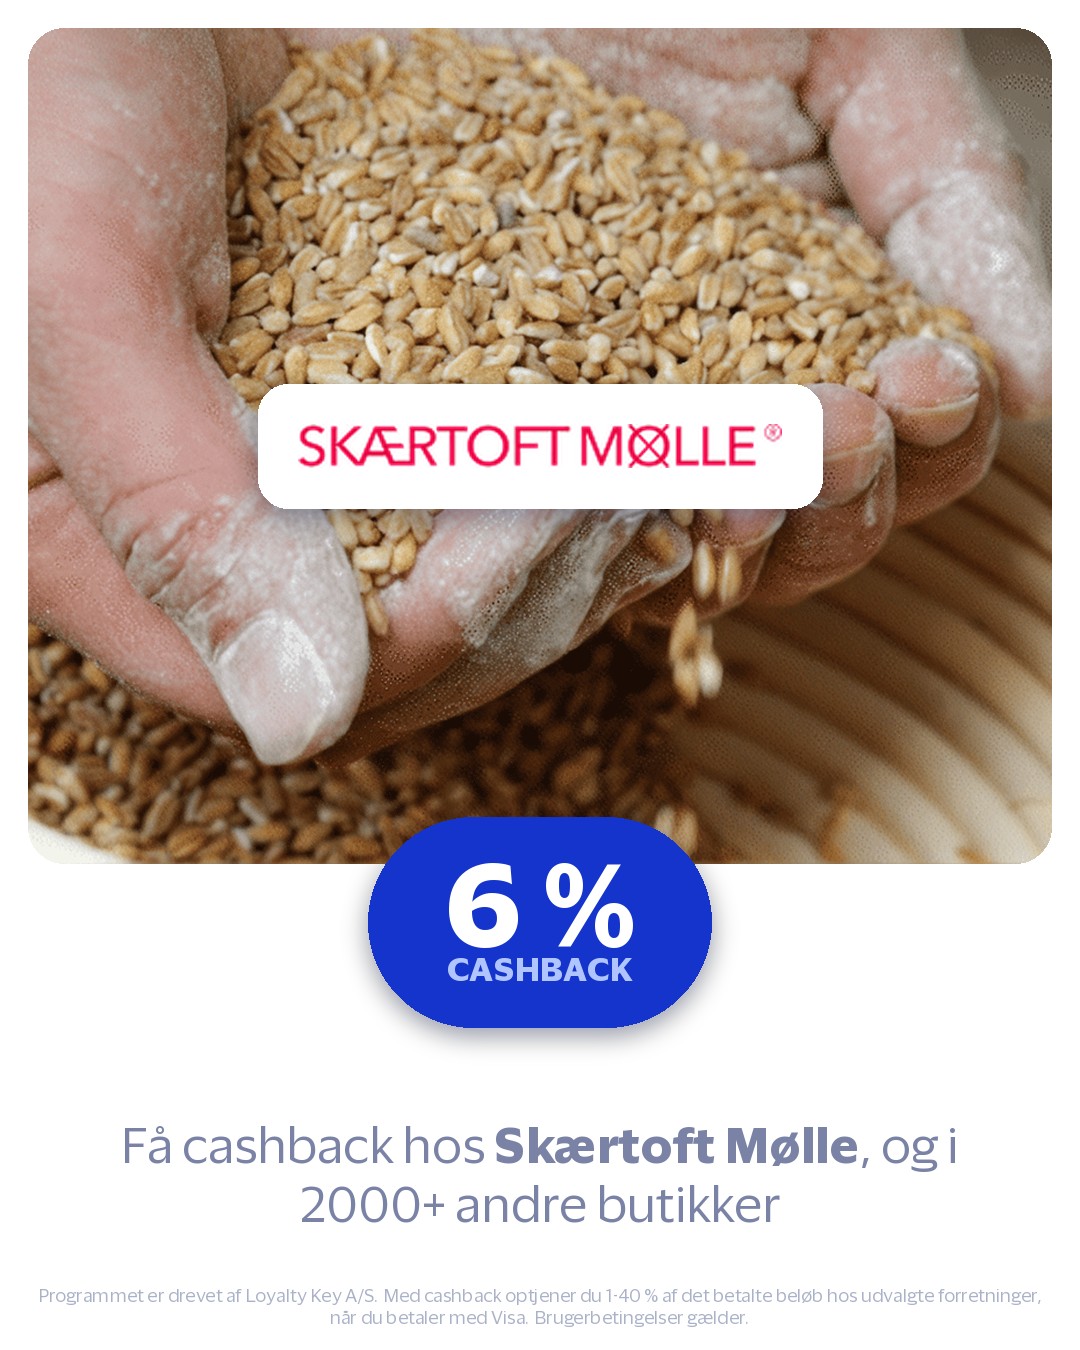 SKÆRTOFT MØLLE ®
6 %
CASHBACK
Få cashback hos Skærtoft Mølle, og i
2000+ andre butikker
Programmet er drevet af Loyalty Key A/S. Med cashback optjener du 1-40 % af det betalte beløb hos udvalgte forretninger,
når du betaler med Visa. Brugerbetingelser gælder.